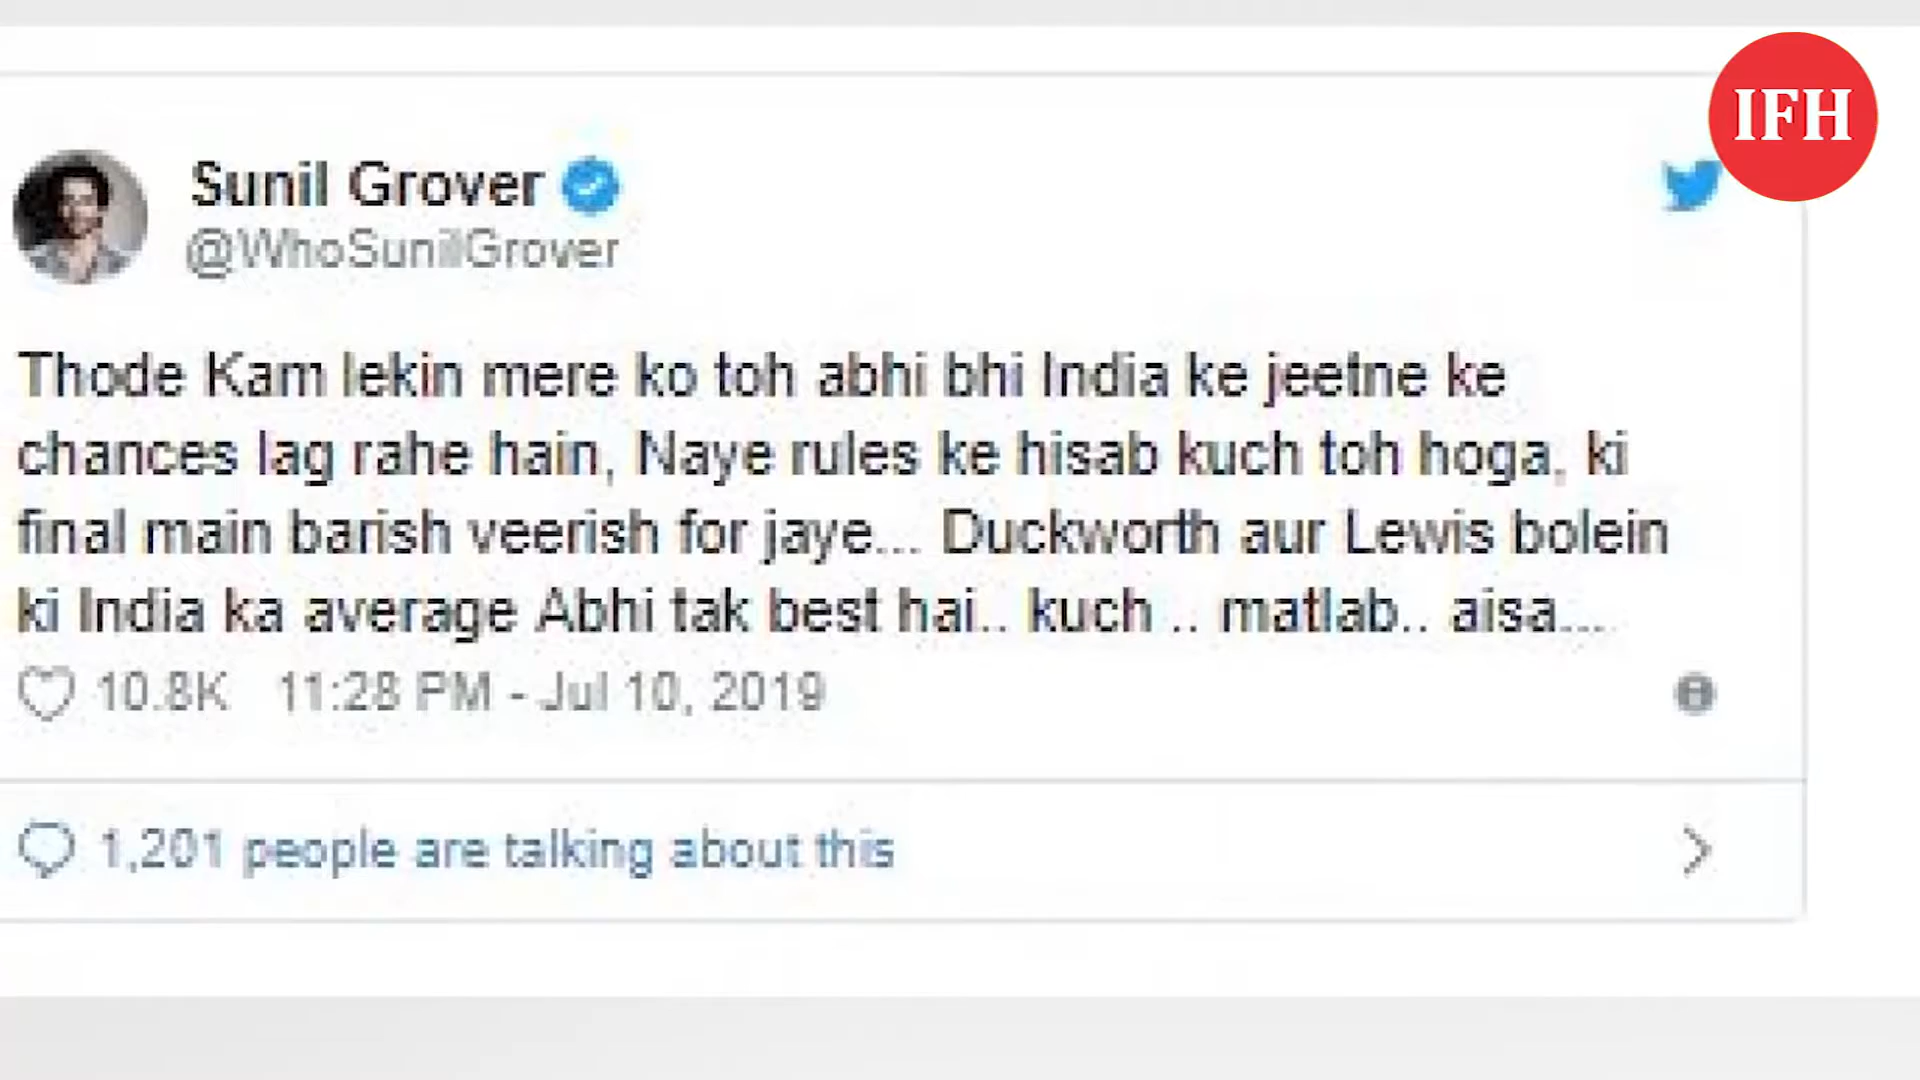 IFH
Sunil Grover
@WhoSunilGrover
Thode Kam lekin mere ko toh abhi bhi India ke jeetne ke
chances lag rahe hain, Naye rules ke hisab kuch toh hoga, ki
final main barish veerish for jaye... Duckworth aur Lewis bolein
ki India ka average Abhi tak best hai.. kuch .. matlab.. aisa...
10.8K 11:28 PM - Jul 10, 2019
1,201 people are talking about this